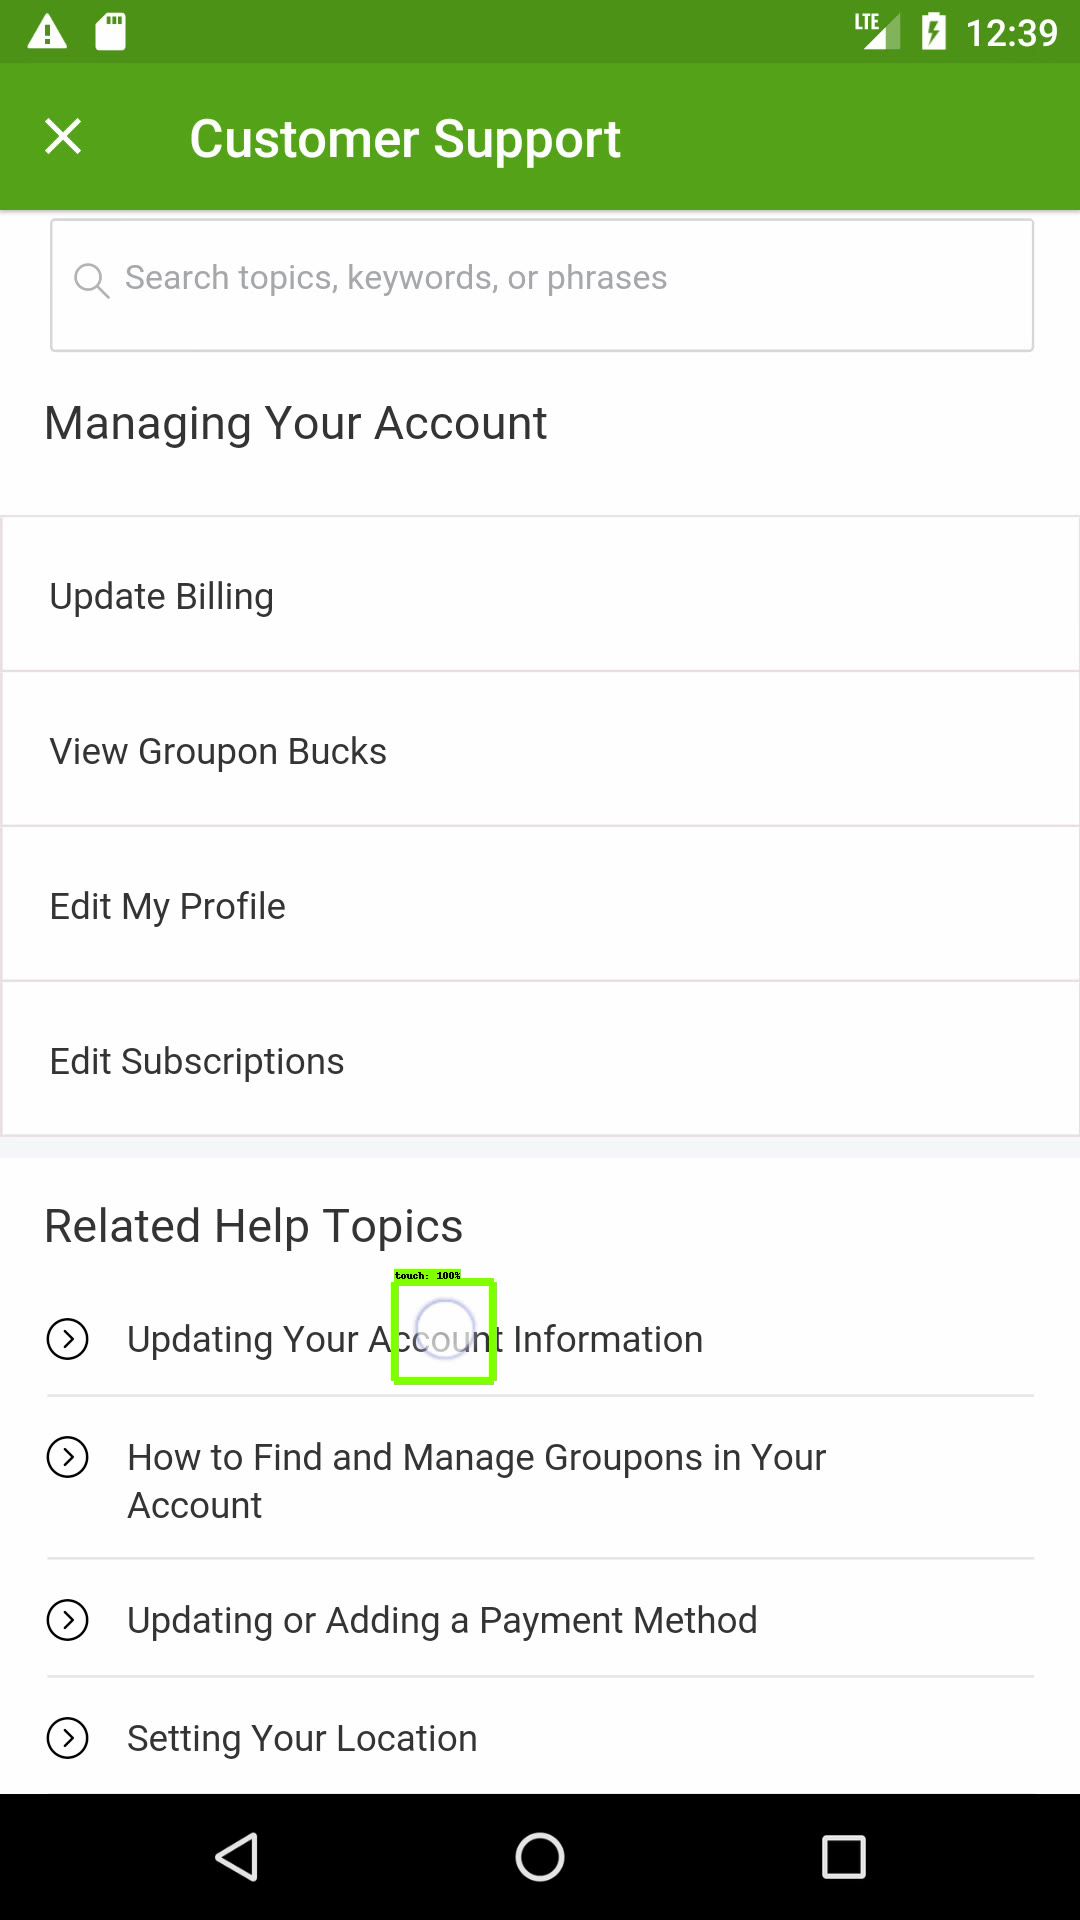 LTE 12:39
Customer Support
Search topics, keywords, or phrases
Managing Your Account
Update Billing
View Groupon Bucks
Edit My Profile
Edit Subscriptions
Related Help Topics
touch: 100%
Updating Your Account Information
How to Find and Manage Groupons in Your
Account
Updating or Adding a Payment Method
Setting Your Location